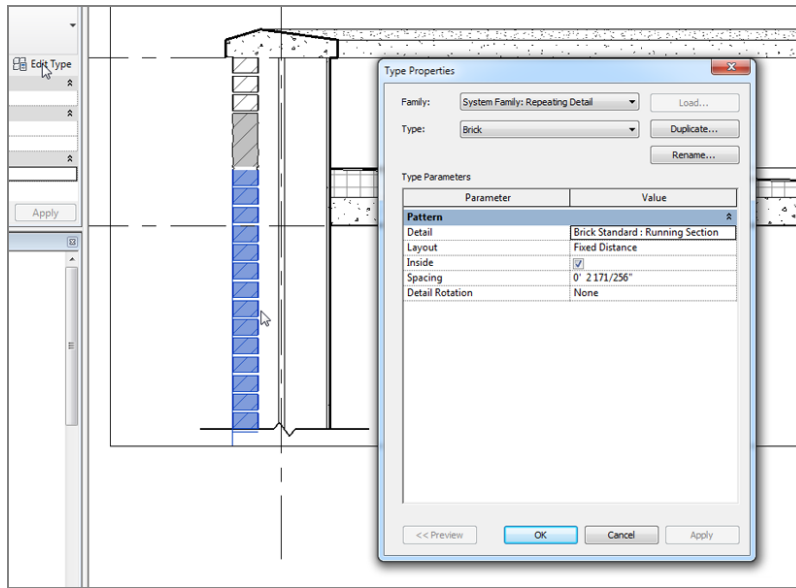 Edit Type
Apply
Type Properties
Family:
System Family: Repeating Detail
Load...
Type:
Brick
Duplicate...
Rename...
Type Parameters
Parameter Value
Pattern
Detail Brick Standard : Running Section
Layout Fixed Distance
Inside
Spacing 0' 2 171/256"
Detail Rotation None
<< Preview OK Cancel Apply